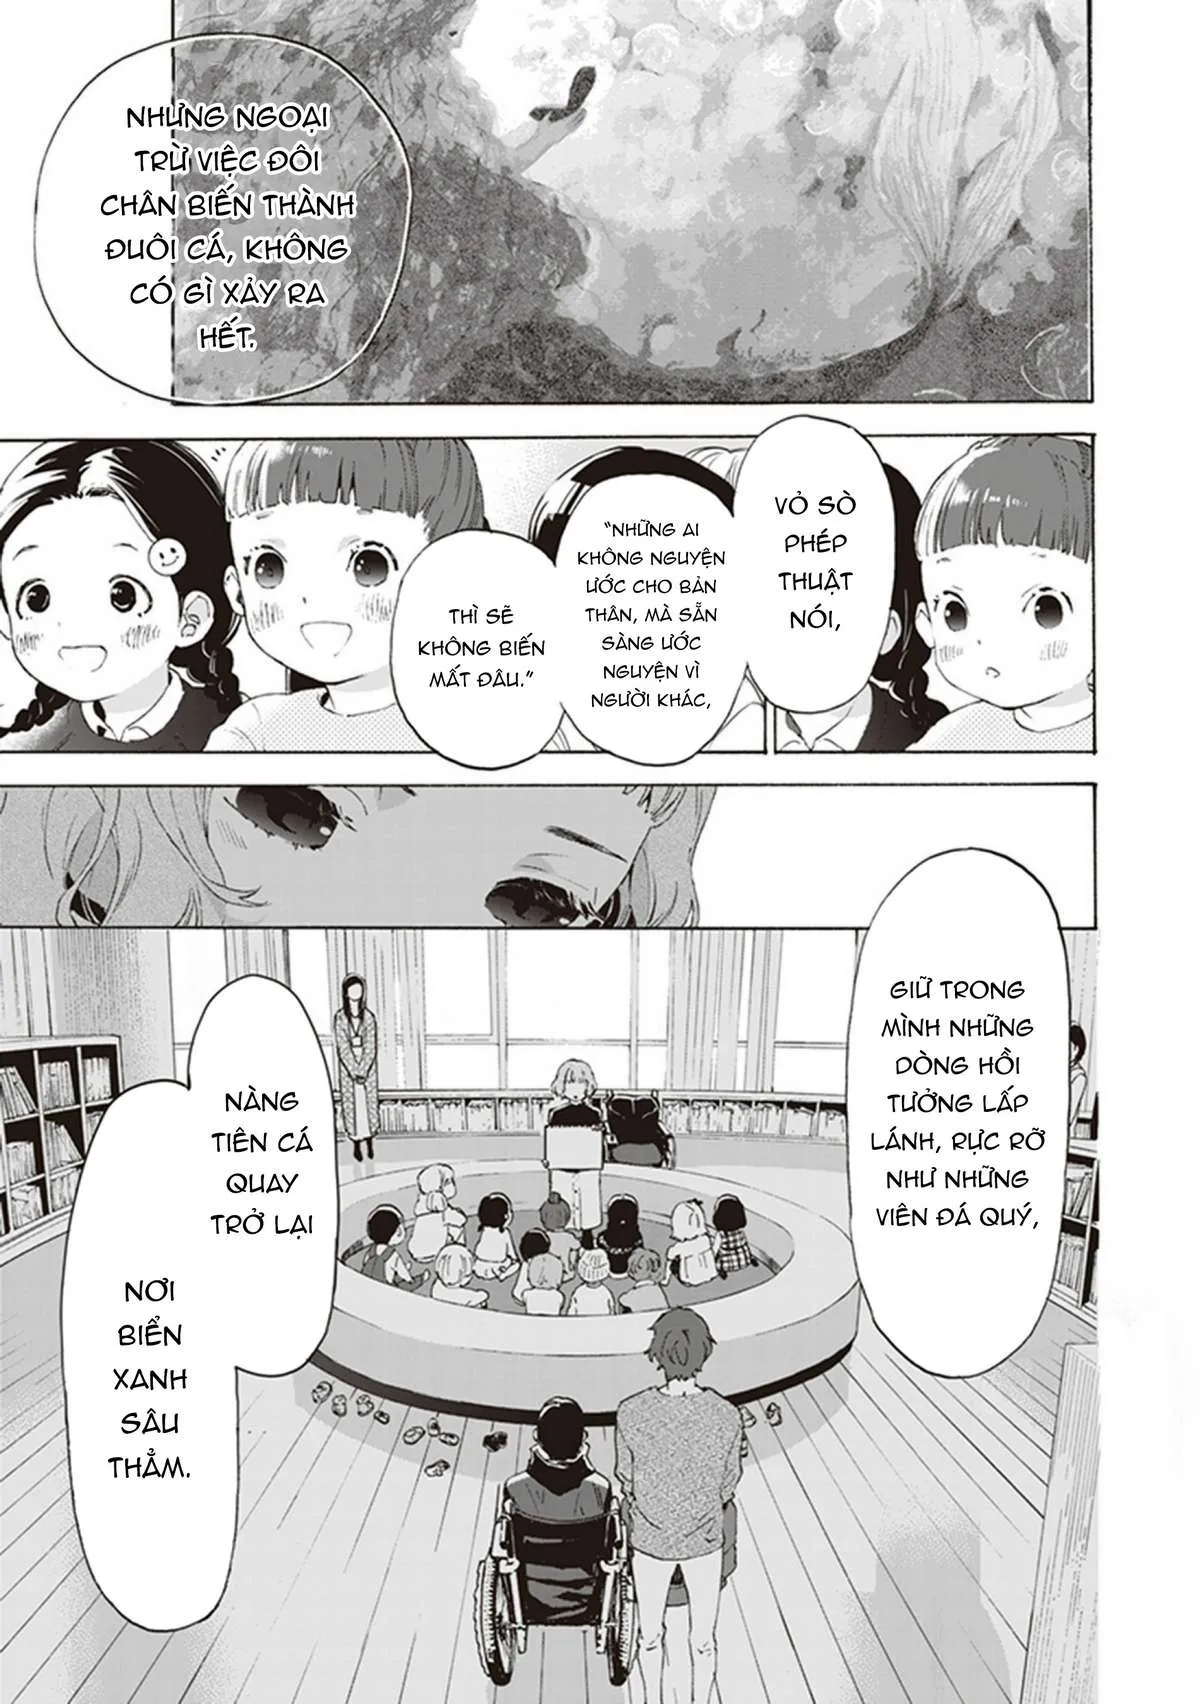 NHƯNG NGOẠI
TRỪ VIỆC ĐÔI
CHÂN BIẾN THÀNH
ĐUÔI CÁ, KHÔNG
CÓ GÌ XẢY RA
HẾT.
VỎ SÒ
PHÉP
THUẬT
NÓI,
“NHỮNG AI
KHÔNG NGUYỆN
ƯỚC CHO BẢN
THÂN, MÀ SẴN
SÀNG ƯỚC
NGUYỆN VÌ
NGƯỜI KHÁC,
THÌ SẼ
KHÔNG BIẾN
MẤT ĐÂU.”
GIỮ TRONG
MÌNH NHỮNG
DÒNG HỒI
TƯỞNG LẤP
LÁNH, RỰC RỠ
NHƯ NHỮNG
VIÊN ĐÁ QUÝ,
NÀNG
TIÊN CÁ
QUAY
TRỞ LẠI
NƠI
BIỂN
XANH
SÂU
THẲM.